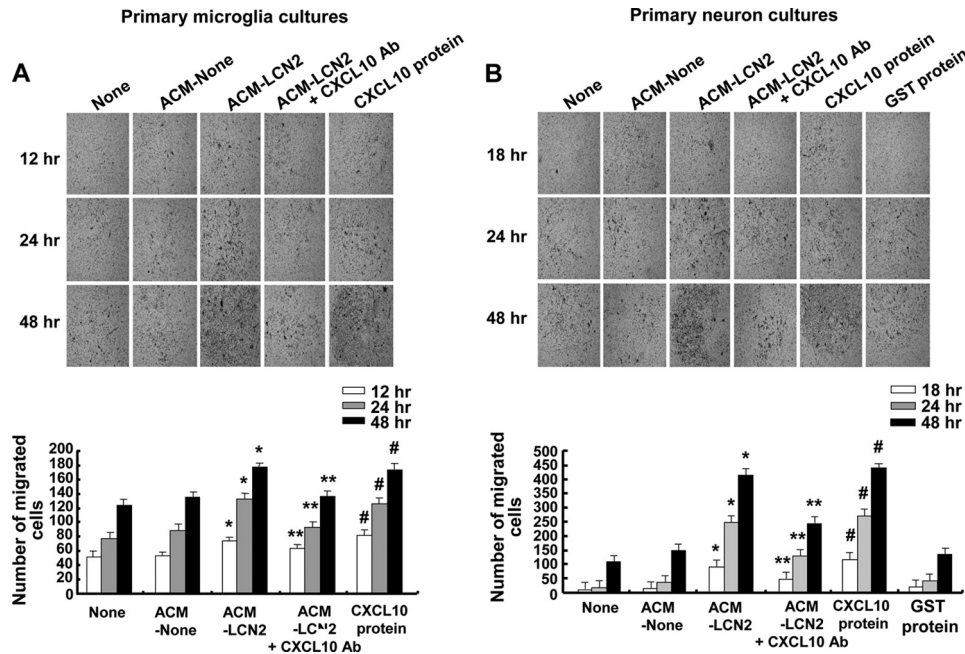 Primary microglia cultures
Primary neuron cultures
A
None
ACM-None
ACM-LCN2
ACM-LCN2
+ CXCL10 Ab
CXCL10 protein
12 hr
24 hr
48 hr
B
None
ACM-None
ACM-LCN2
ACM-LCN2
+ CXCL10 Ab
CXCL10 protein
GST protein
18 hr
24 hr
48 hr
12 hr
24 hr
48 hr
Number of migrated
cells
200
180
160
140
120
100
80
60
40
20
0
* * *
** ** **
# # #
None
ACM
-None
ACM
-LCN2
ACM
-LCN2
+ CXCL10 Ab
CXCL10
protein
18 hr
24 hr
48 hr
Number of migrated
cells
500
450
400
350
300
250
200
150
100
50
0
* * *
** ** **
# # #
None
ACM
-None
ACM
-LCN2
ACM
-LCN2
+ CXCL10 Ab
CXCL10
protein
GST
protein